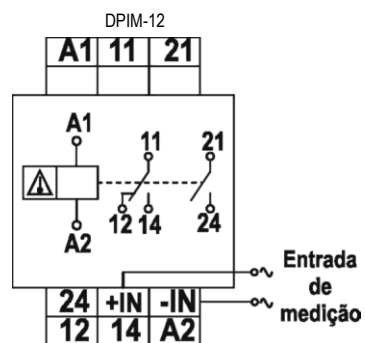 DPIM-12
A1 11 21
A1
11 21
12 14 24
A2
24 +IN -IN
12 14 A2
Entrada
de
medição